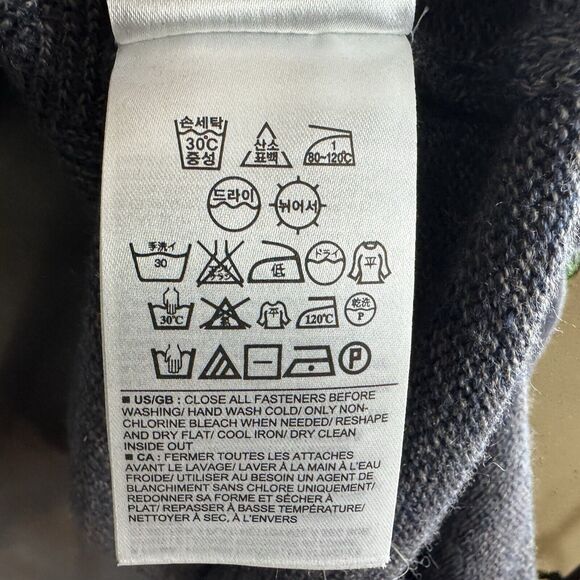 손세탁
30℃
중성
산소
표백
1
80~120℃
드라이
뉘어서
手洗イ
30
低
ドライ
平
30℃
平
120℃
乾洗
P
P
■ US/GB : CLOSE ALL FASTENERS BEFORE
WASHING/ HAND WASH COLD/ ONLY NON-
CHLORINE BLEACH WHEN NEEDED/ RESHAPE
AND DRY FLAT/ COOL IRON/ DRY CLEAN
INSIDE OUT
■ CA : FERMER TOUTES LES ATTACHES
AVANT LE LAVAGE/ LAVER À LA MAIN À L'EAU
FROIDE/ UTILISER AU BESOIN UN AGENT DE
BLANCHIMENT SANS CHLORE UNIQUEMENT/
REDONNER SA FORME ET SÉCHER À
PLAT/ REPASSER À BASSE TEMPÉRATURE/
NETTOYER À SEC, À L'ENVERS